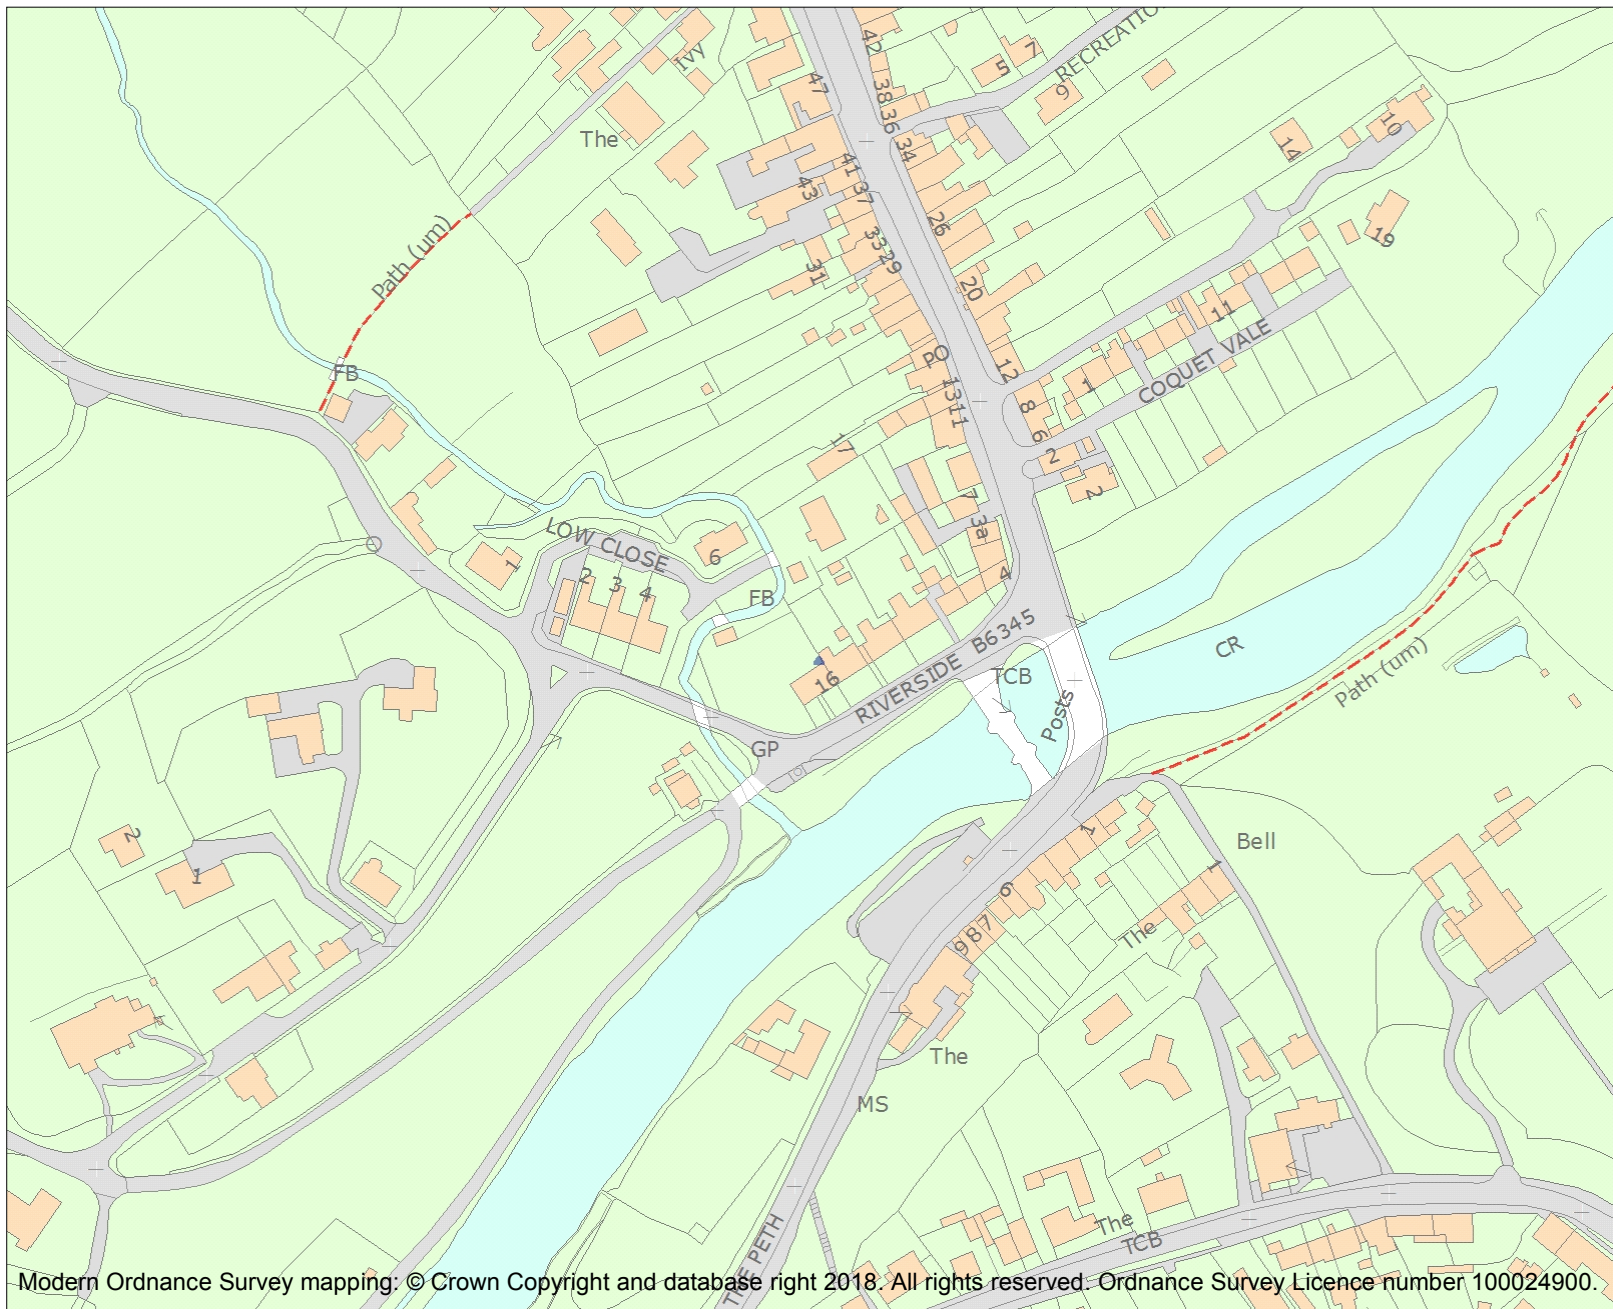 42
7
5
RECREATIO
Ivy
47
38
9
36
The
34
10
14
41
43
37
Path (um)
26
19
33
29
31
20
11
COQUET VALE
PO
12
FB
1
13
11
8
6
17
2
2
7
3a
LOW CLOSE
6
1
2
3
4
4
FB
RIVERSIDE B6345
CR
TCB
16
Path (um)
Posts
GP
2
1
1
Bell
1
6
7
8
9
The
The
MS
The
TCB
THE PETH
Modern Ordnance Survey mapping: © Crown Copyright and database right 2018. All rights reserved. Ordnance Survey Licence number 100024900.